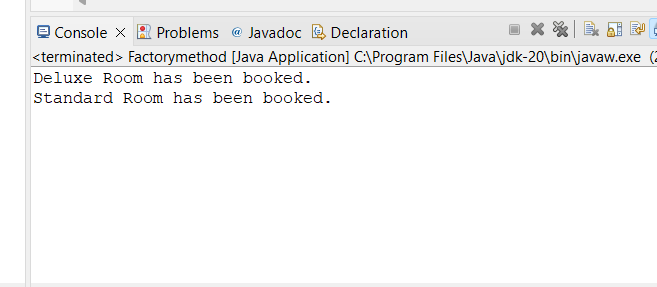 Console Problems @ Javadoc Declaration
<terminated> Factorymethod [Java Application] C:\Program Files\Java\jdk-20\bin\javaw.exe (2
Deluxe Room has been booked.
Standard Room has been booked.